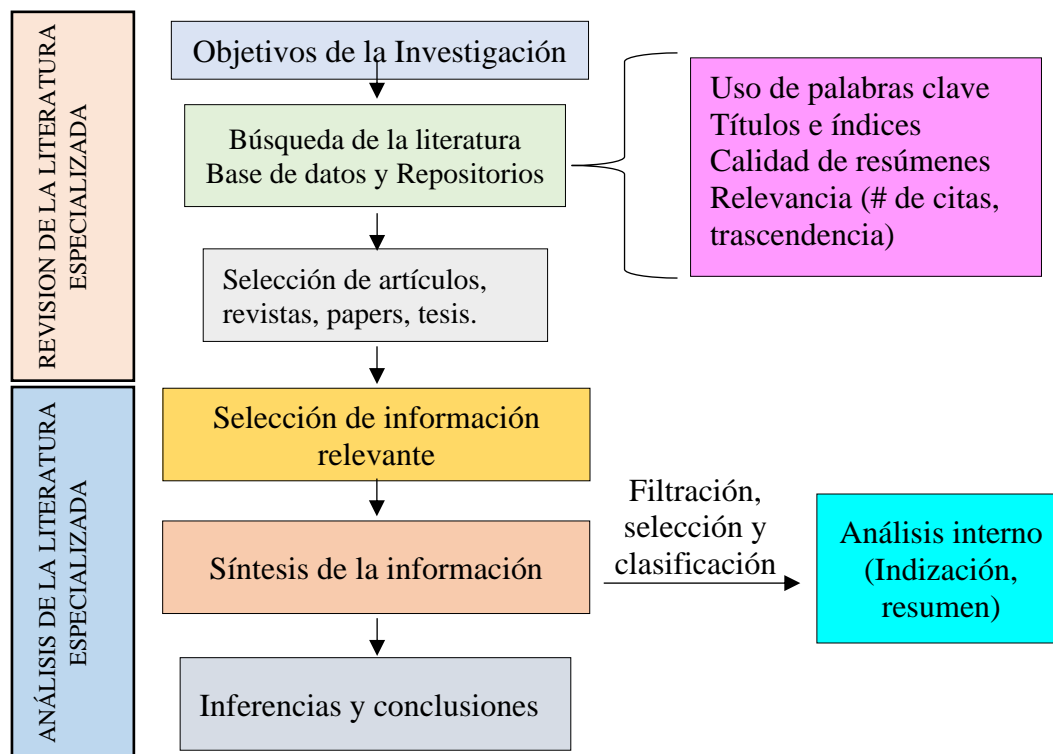 REVISION DE LA LITERATURA
ESPECIALIZADA
Objetivos de la Investigación
Búsqueda de la literatura
Base de datos y Repositorios
Uso de palabras clave
Títulos e índices
Calidad de resúmenes
Relevancia (# de citas,
trascendencia)
Selección de artículos,
revistas, papers, tesis.
ANÁLISIS DE LA LITERATURA
ESPECIALIZADA
Selección de información
relevante
Síntesis de la información
Filtración,
selección y
clasificación
Análisis interno
(Indización,
resumen)
Inferencias y conclusiones